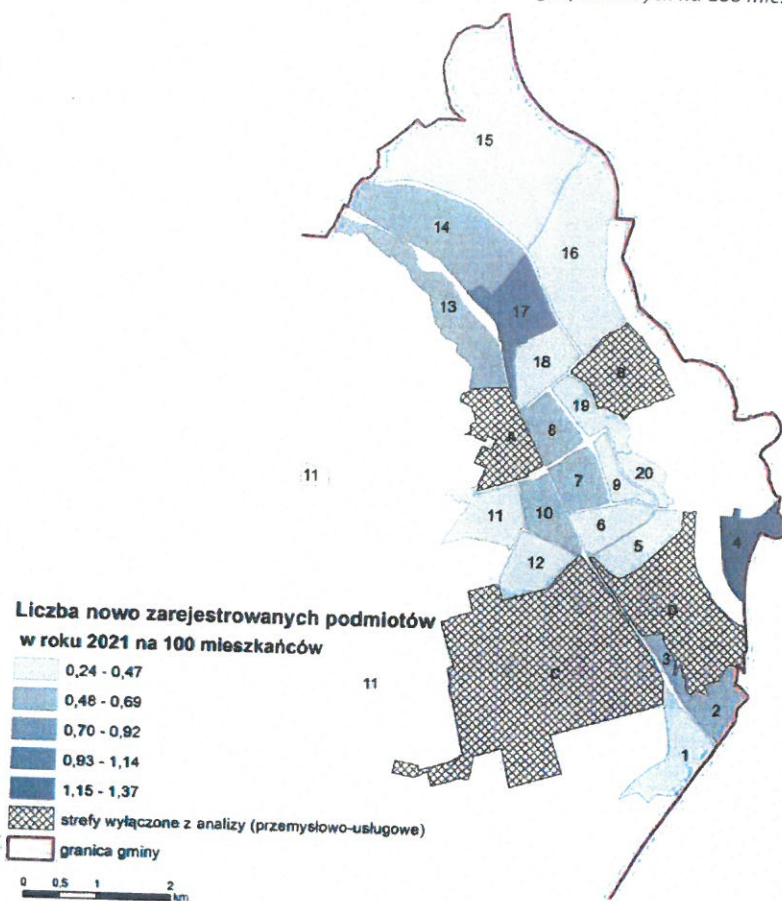 15
14
16
13
17
18
B
19
8
A
11
7
20
9
11
10
6
5
4
12
D
Liczba nowo zarejestrowanych podmiotów
w roku 2021 na 100 mieszkańców
3
0,24 - 0,47
C
11
0,48 - 0,69
2
0,70 - 0,92
1
0,93 - 1,14
1,15 - 1,37
strefy wyłączone z analizy (przemysłowo-usługowe)
granica gminy
0 0,5 1 2
km